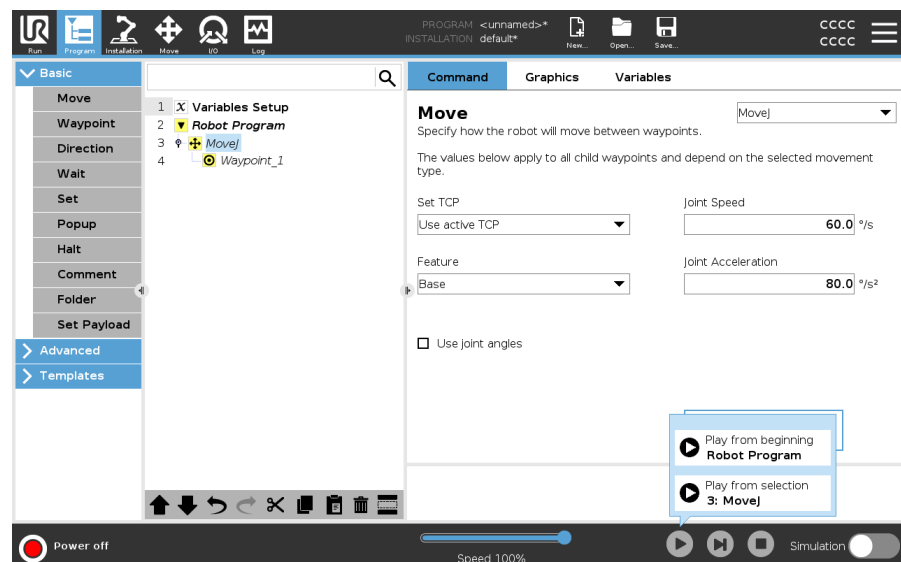 PROGRAM <unnamed>*
INSTALLATION default*
CCCC
CCCC
Run Program Installation Move I/O Log New... Open... Save...
Basic
Move
Waypoint
Direction
Wait
Set
Popup
Halt
Comment
Folder
Set Payload
Advanced
Templates
1 X Variables Setup
2 Robot Program
3 MoveJ
4 Waypoint_1
Command Graphics Variables
Move
MoveJ
Specify how the robot will move between waypoints.
The values below apply to all child waypoints and depend on the selected movement
type.
Set TCP
Joint Speed
Use active TCP
60.0 °/s
Feature
Joint Acceleration
Base
80.0 °/s²
Use joint angles
Play from beginning
Robot Program
Play from selection
3: MoveJ
Power off
Speed 100%
Simulation